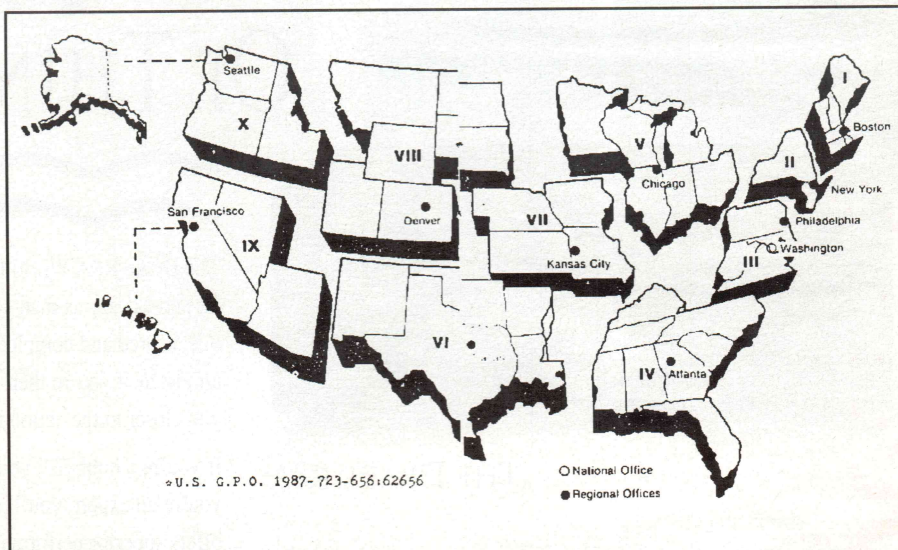 I
Seattle
Boston
X
V
VIII
II
Chicago
New York
San Francisco
Denver
VII
Philadelphia
IX
Washington
Kansas City
III
VI
IV
Atlanta
☆U.S. G.P.O. 1987-723-656:62656
○ National Office
● Regional Offices